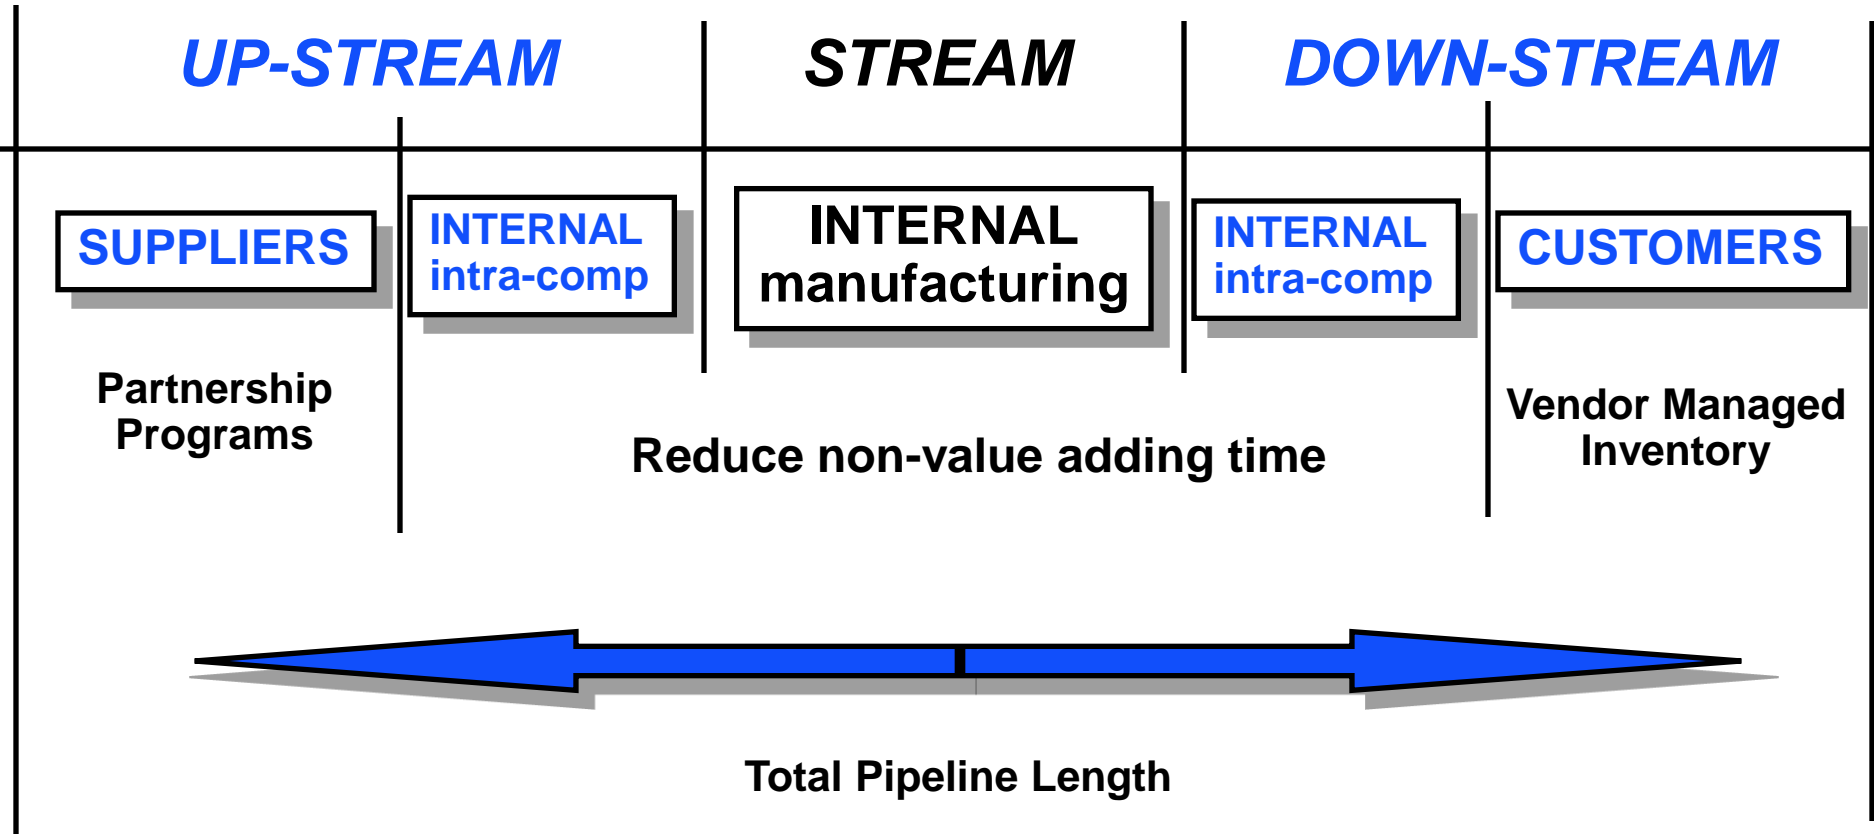 UP-STREAM
STREAM
DOWN-STREAM
SUPPLIERS
INTERNAL
intra-comp
INTERNAL
manufacturing
INTERNAL
intra-comp
CUSTOMERS
Partnership
Programs
Reduce non-value adding time
Vendor Managed
Inventory
Total Pipeline Length